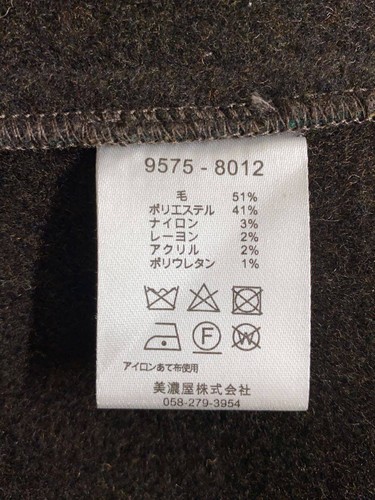 9575 - 8012
毛 51%
ポリエステル 41%
ナイロン 3%
レーヨン 2%
アクリル 2%
ポリウレタン 1%
F W
アイロンあて布使用
美濃屋株式会社
058-279-3954